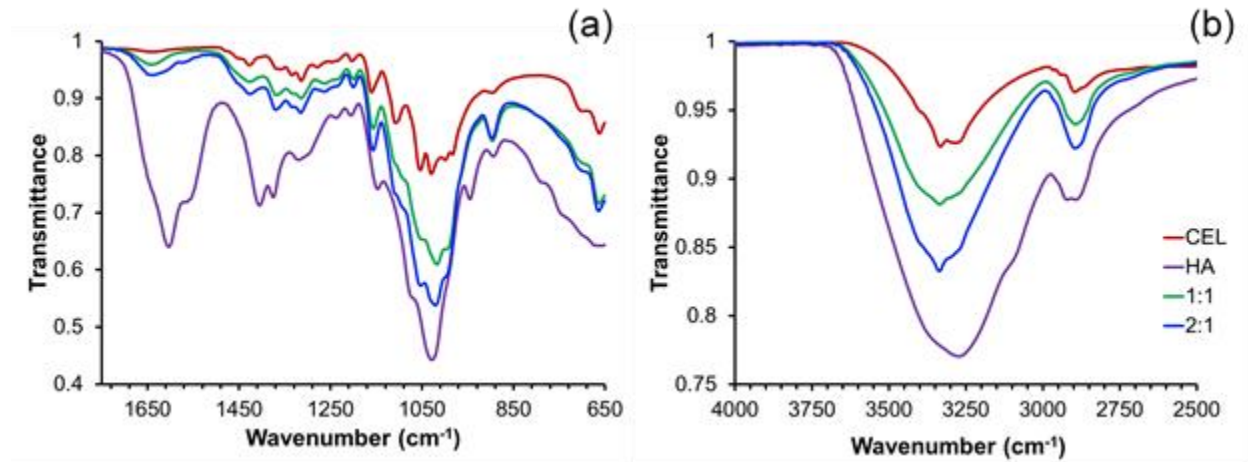 (a)
1
0.9
0.8
0.7
0.6
0.5
0.4
Transmittance
1650 1450 1250 1050 850 650
Wavenumber (cm⁻¹)
(b)
1
0.95
0.9
0.85
0.8
0.75
Transmittance
CEL
HA
1:1
2:1
4000 3750 3500 3250 3000 2750 2500
Wavenumber (cm⁻¹)